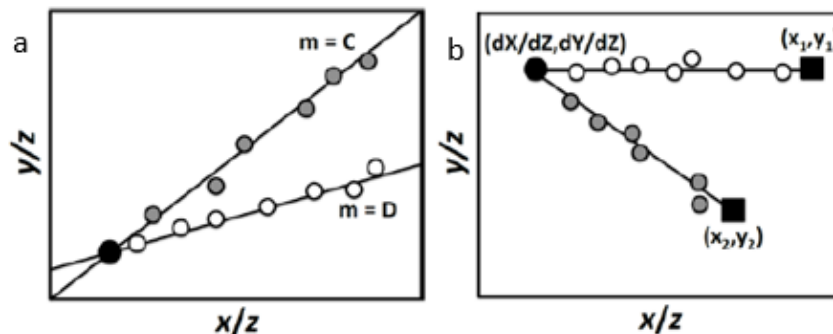 a
m = C
y/z
m = D
x/z
b
(dX/dZ,dY/dZ)
(x₁,y₁)
y/z
(x₂,y₂)
x/z